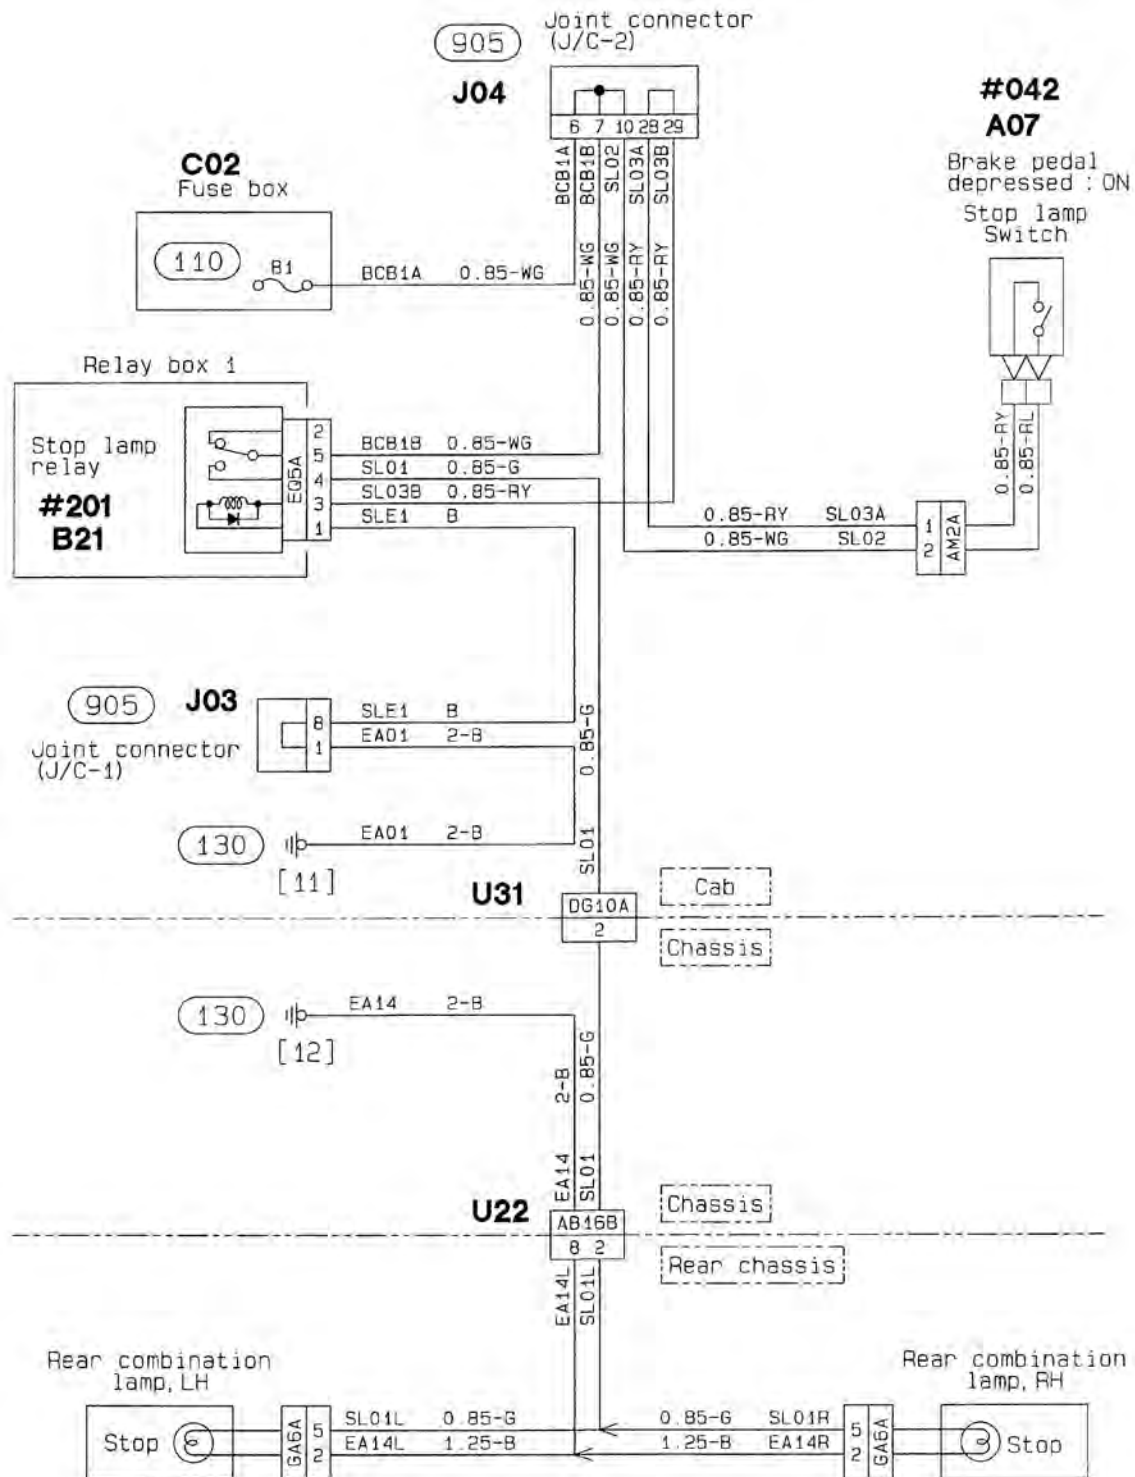 Joint connector
(J/C-2)
905
J04
6 7 10 28 29
BCB1A
BCB1B
SL02
SL03A
SL03B
0.85-WG
0.85-WG
0.85-RY
0.85-RY
#042
A07
Brake pedal
depressed : ON
Stop lamp
Switch
0.85-RY
0.85-RL
C02
Fuse box
110
B1
BCB1A 0.85-WG
Relay box 1
Stop lamp
relay
#201
B21
EQ5A
2
5
4
3
1
BCB1B 0.85-WG
SL01 0.85-G
SL03B 0.85-RY
SLE1 B
0.85-RY SL03A
0.85-WG SL02
1
2
AM2A
905
J03
Joint connector
(J/C-1)
8
1
SLE1 B
EA01 2-B
0.85-G
SL01
130
EA01 2-B
[11]
U31
DG10A
2
Cab
Chassis
130
EA14 2-B
[12]
2-B
0.85-G
EA14
SL01
U22
AB16B
8 2
Chassis
Rear chassis
EA14L
SL01L
Rear combination
lamp, LH
Stop
GA6A
5
2
SL01L 0.85-G
EA14L 1.25-B
0.85-G SL01R
1.25-B EA14R
5
2
GA6A
Rear combination
lamp, RH
Stop